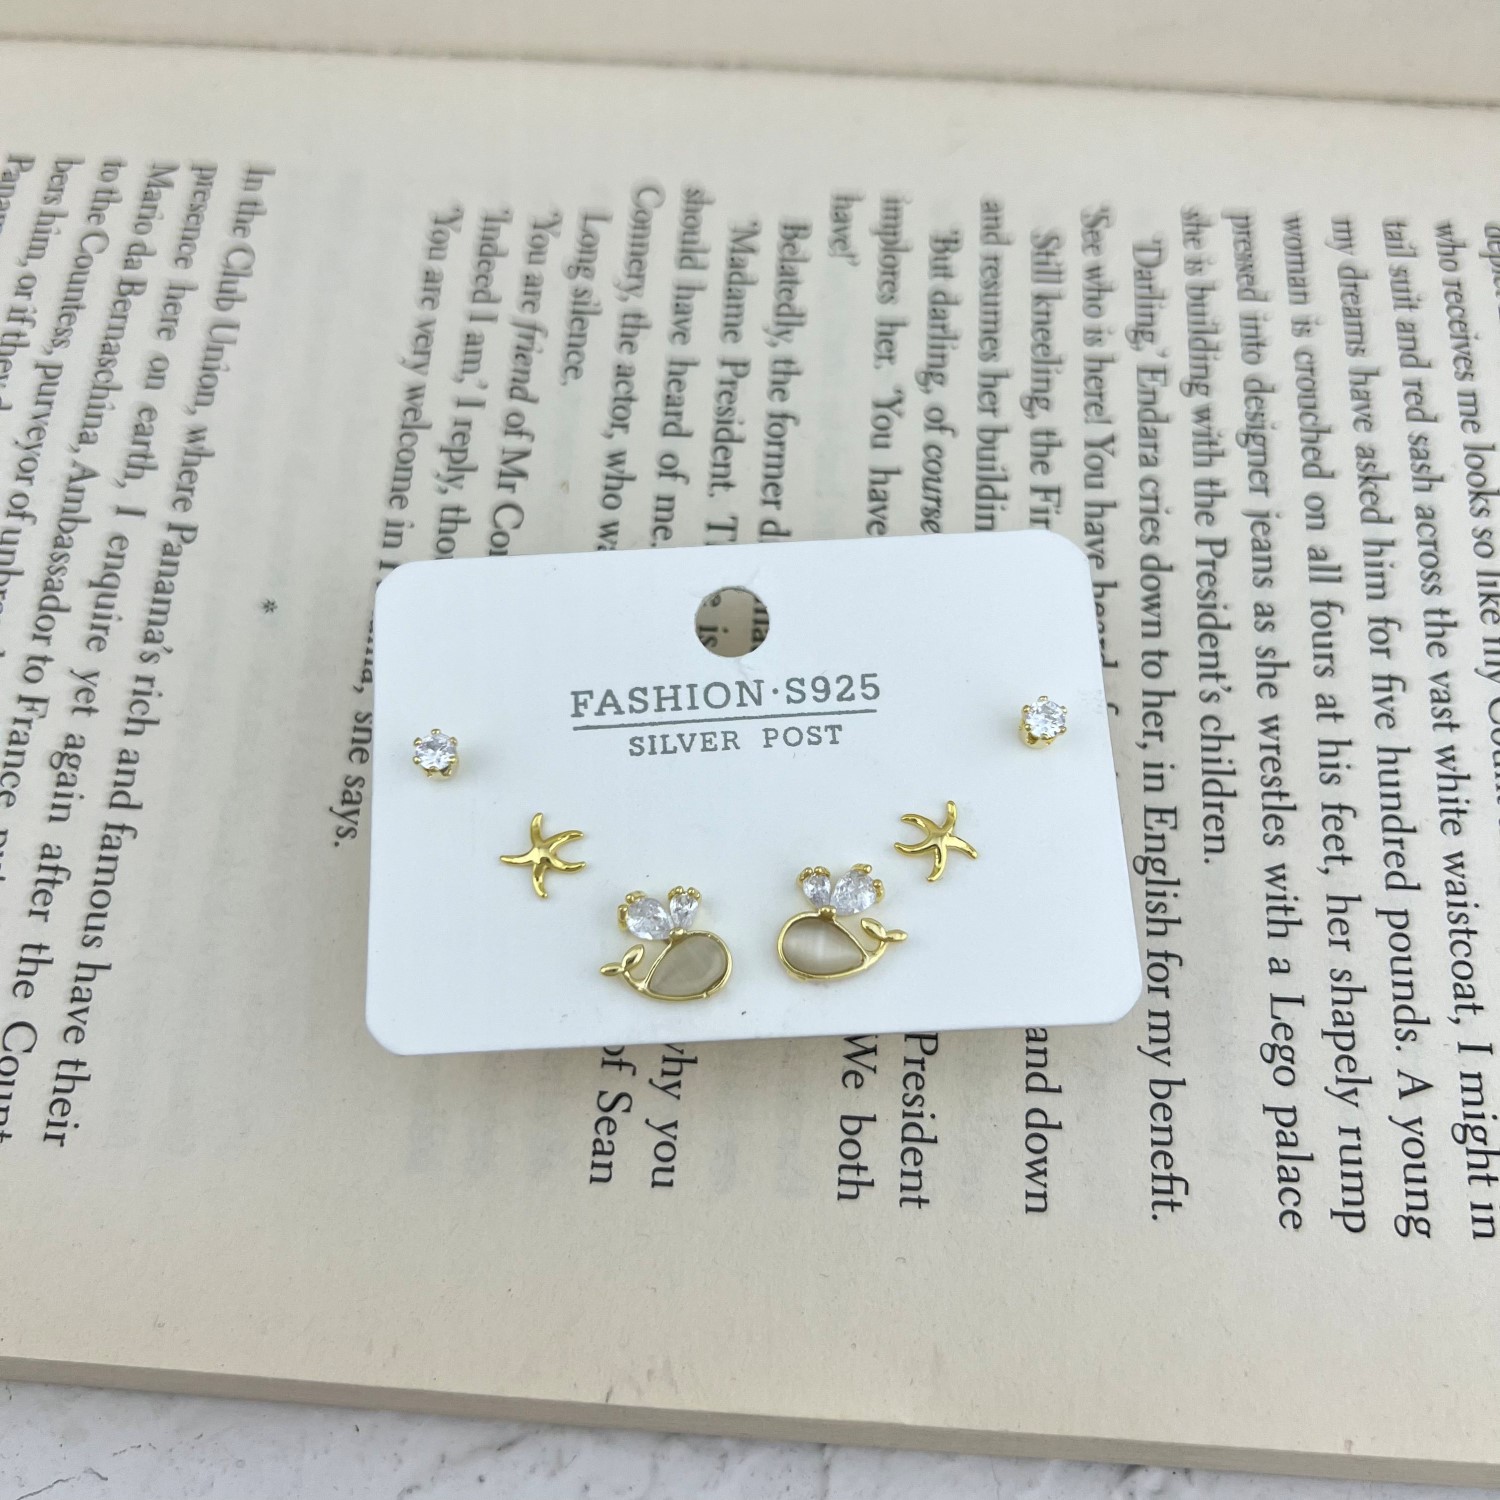 FASHION·S925
SILVER POST
who receives me looks so like my
tail suit and red sash across the vast white waistcoat, I might in
my dreams have asked him for five hundred pounds. A young
woman is crouched on all fours at his feet, her shapely rump
pressed into designer jeans as she wrestles with a Lego palace
she is building with the President's children.
'Darling,' Endara cries down to her, in English for my benefit.
'See who is here! You have heard
Still kneeling, the and down
and resumes her
'But darling, of course President
implores her. 'You have We both
have!'
Belatedly, the former
'Madame President. you
should have heard of me. of Sean
Connery, the actor, who
Long silence.
'You are friend of Mr
'Indeed I am,' I reply,
'You are very welcome in she says.
*
In the Club Union, where Panama's rich and famous have their
presence here on earth, I enquire yet again after the Count
Mario da Bernaschina, Ambassador to France
to the Countess, purveyor of
bers him, or if they